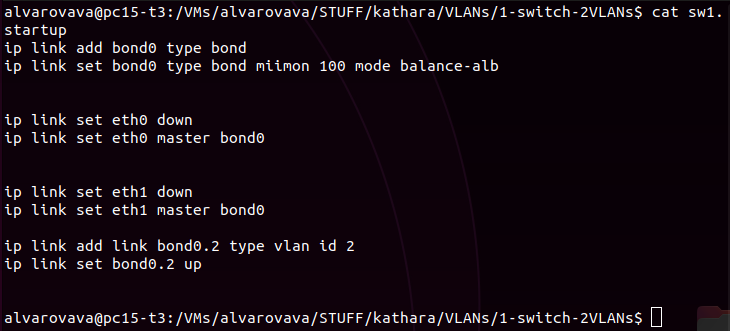 alvarovava@pc15-t3:/VMs/alvarovava/STUFF/kathara/VLANs/1-switch-2VLANs$ cat sw1.
startup
ip link add bond0 type bond
ip link set bond0 type bond miimon 100 mode balance-alb
ip link set eth0 down
ip link set eth0 master bond0
ip link set eth1 down
ip link set eth1 master bond0
ip link add link bond0.2 type vlan id 2
ip link set bond0.2 up
alvarovava@pc15-t3:/VMs/alvarovava/STUFF/kathara/VLANs/1-switch-2VLANs$